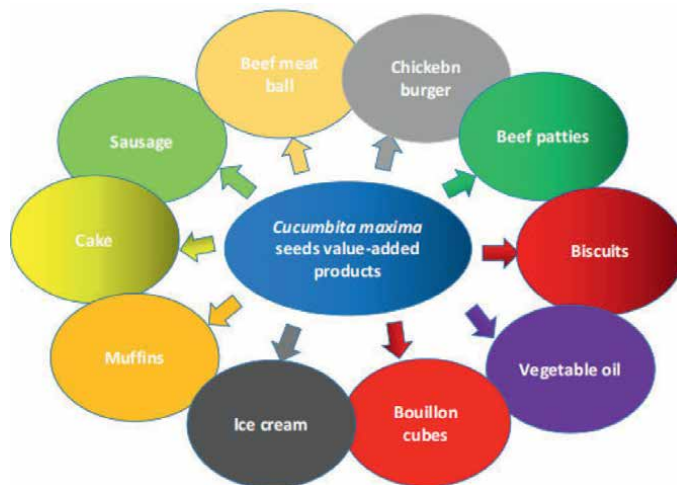 Beef meat
ball
Chickebn
burger
Beef patties
Biscuits
Vegetable oil
Bouillon
cubes
Ice cream
Muffins
Cake
Sausage
Cucumbita maxima
seeds value-added
products